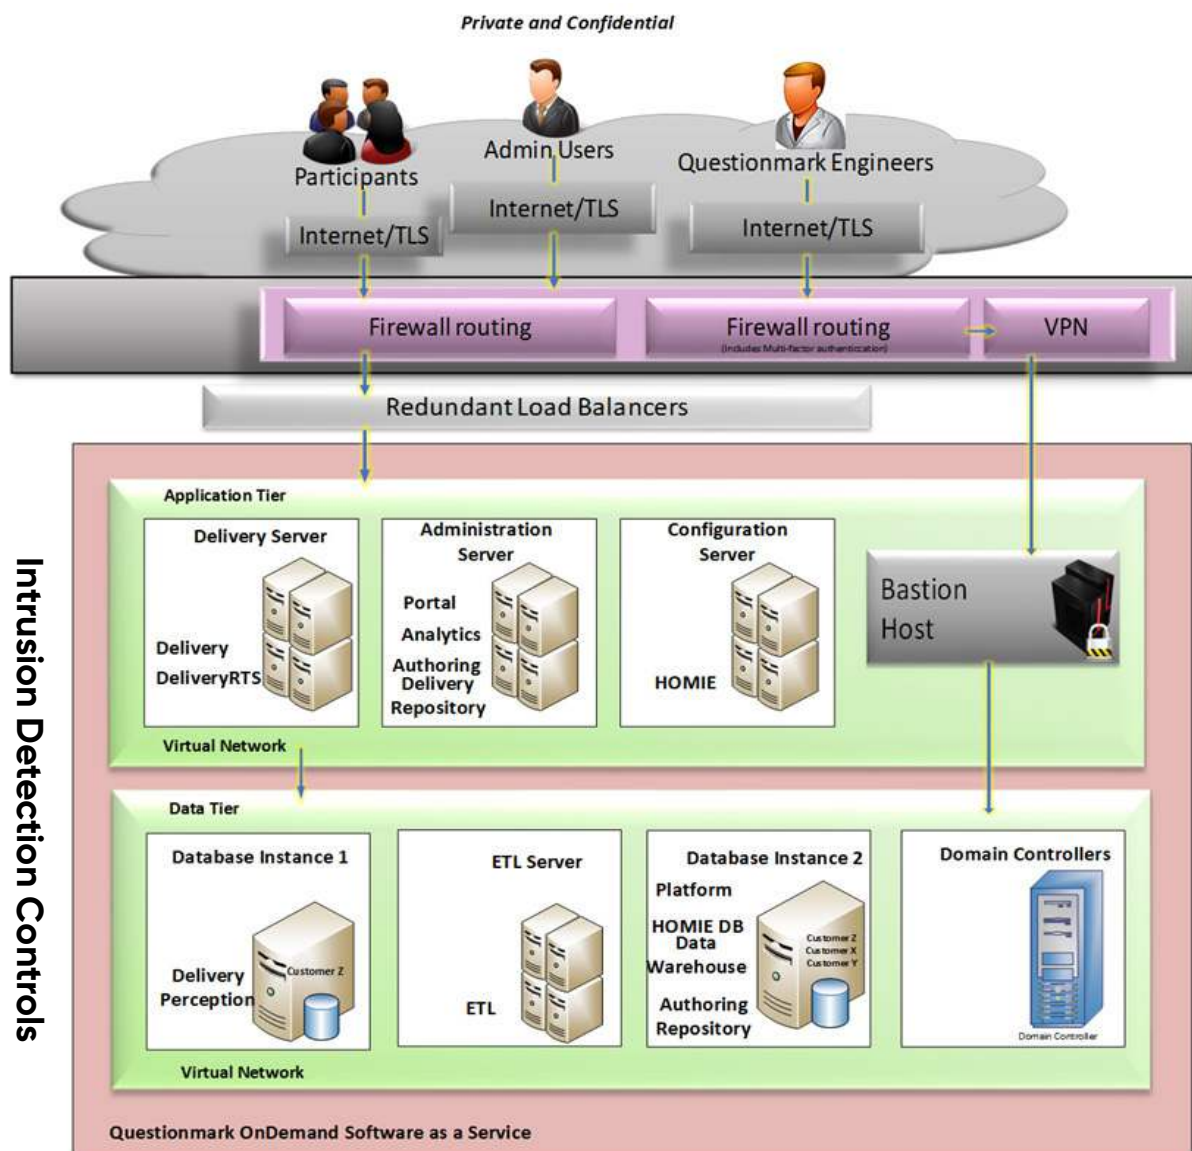 Private and Confidential
Participants
Admin Users
Questionmark Engineers
Internet/TLS
Internet/TLS
Internet/TLS
Firewall routing
Firewall routing
(Includes Multi-factor authentication)
VPN
Redundant Load Balancers
Intrusion Detection Controls
Application Tier
Delivery Server
Delivery
DeliveryRTS
Administration
Server
Portal
Analytics
Authoring
Delivery
Repository
Configuration
Server
HOMIE
Bastion
Host
Virtual Network
Data Tier
Database Instance 1
Delivery
Perception
Customer Z
ETL Server
ETL
Database Instance 2
Platform
HOMIE DB
Data
Warehouse
Authoring
Repository
Customer Z
Customer X
Customer Y
Domain Controllers
Domain Controller
Virtual Network
Questionmark OnDemand Software as a Service